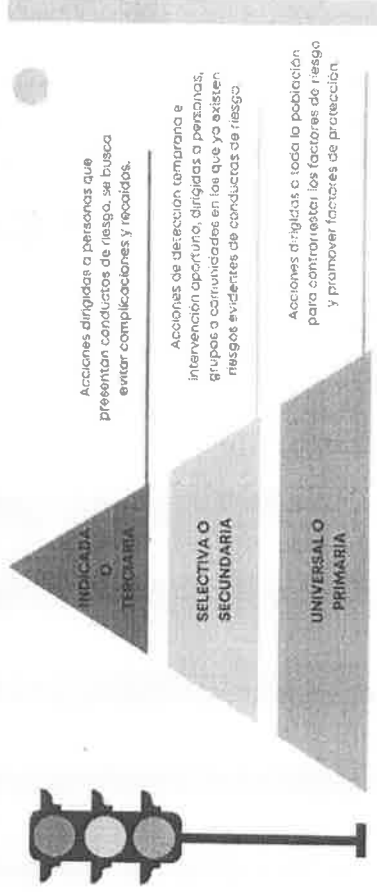 INDICADA
O
TERCIARIA
Acciones dirigidas a personas que
presentan conductas de riesgo, se busca
evitar complicaciones y recaídas.
SELECTIVA O
SECUNDARIA
Acciones de detección temprana e
intervención oportuna, dirigidas a personas,
grupos o comunidades en los que ya existen
riesgos evidentes de conductas de riesgo.
UNIVERSAL O
PRIMARIA
Acciones dirigidas a toda la población
para contrarrestar los factores de riesgo
y promover factores de protección.